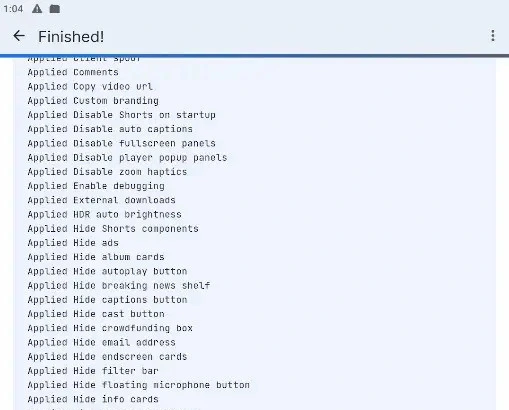 1:04
Finished!
Applied Client spoof
Applied Comments
Applied Copy video url
Applied Custom branding
Applied Disable Shorts on startup
Applied Disable auto captions
Applied Disable fullscreen panels
Applied Disable player popup panels
Applied Disable zoom haptics
Applied Enable debugging
Applied External downloads
Applied HDR auto brightness
Applied Hide Shorts components
Applied Hide ads
Applied Hide album cards
Applied Hide autoplay button
Applied Hide breaking news shelf
Applied Hide captions button
Applied Hide cast button
Applied Hide crowdfunding box
Applied Hide email address
Applied Hide endscreen cards
Applied Hide filter bar
Applied Hide floating microphone button
Applied Hide info cards